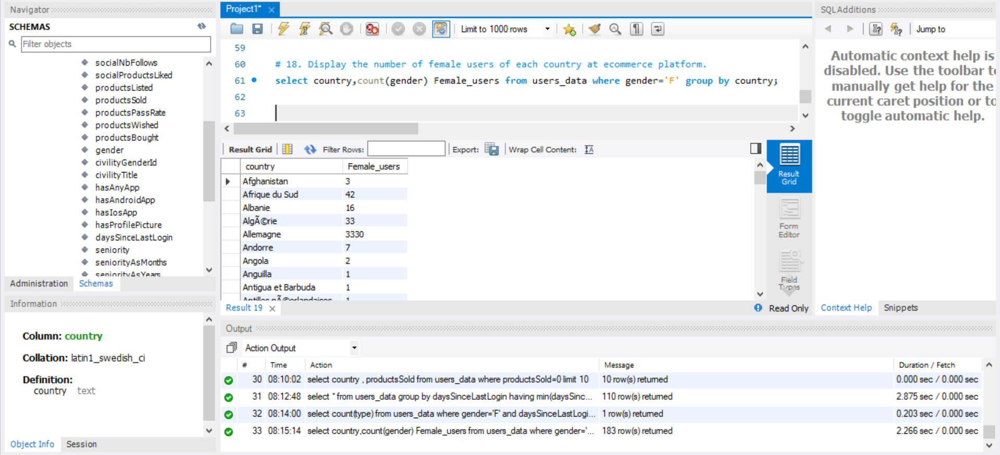 Navigator
SCHEMAS
Filter objects
socialNbFollows
socialProductsLiked
productsListed
productsSold
productsPassRate
productsWished
productsBought
gender
civilityGenderId
civilityTitle
hasAnyApp
hasAndroidApp
hasIosApp
hasProfilePicture
daysSinceLastLogin
seniority
seniorityAsMonths
seniorityAsYears
Administration Schemas
Information
Column: country
Collation: latin1_swedish_ci
Definition:
country text
Object Info Session
Project1*
Limit to 1000 rows
59
60 # 18. Display the number of female users of each country at ecommerce platform.
61 select country,count(gender) Female_users from users_data where gender='F' group by country;
62
63
Result Grid Filter Rows: Export: Wrap Cell Content:
country Female_users
Afghanistan 3
Afrique du Sud 42
Albanie 16
AlgÃ©rie 33
Allemagne 3330
Andorre 7
Angola 2
Anguilla 1
Antigua et Barbuda 1
Antilles nÃ©erlandaises 1
Result Grid
Form Editor
Field Types
Result 19
Read Only
Output
Action Output
# Time Action Message Duration / Fetch
30 08:10:02 select country , productsSold from users_data where productsSold=0 limit 10 10 row(s) returned 0.000 sec / 0.000 sec
31 08:12:48 select * from users_data group by daysSinceLastLogin having min(daysSinc... 110 row(s) returned 2.875 sec / 0.000 sec
32 08:14:00 select count(type) from users_data where gender='F' and daysSinceLastLogi... 1 row(s) returned 0.203 sec / 0.000 sec
33 08:15:14 select country,count(gender) Female_users from users_data where gender='... 183 row(s) returned 2.266 sec / 0.000 sec
SQLAdditions
Jump to
Automatic context help is
disabled. Use the toolbar to
manually get help for the
current caret position or to
toggle automatic help.
Context Help Snippets